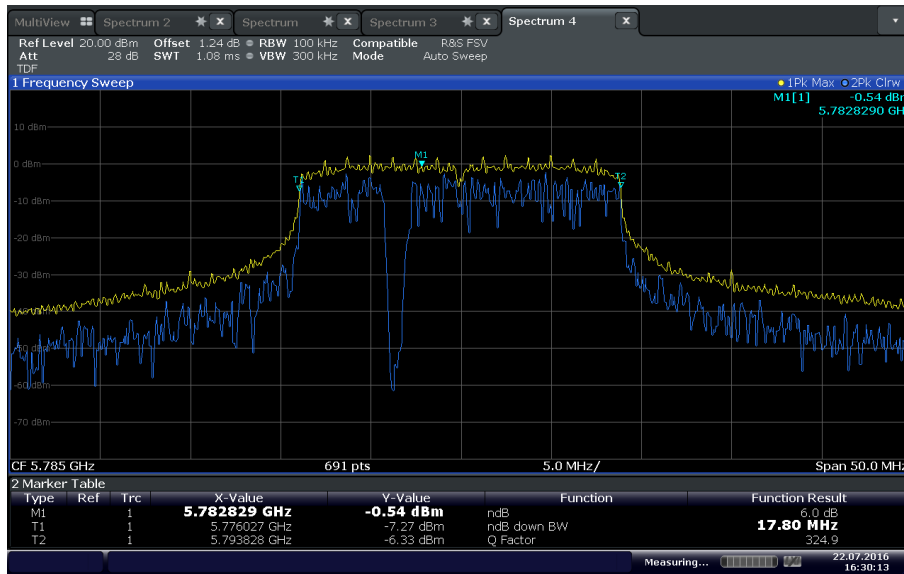 MultiView Spectrum 2 X Spectrum X Spectrum 3 X Spectrum 4 X
Ref Level 20.00 dBm Offset 1.24 dB RBW 100 kHz Compatible R&S FSV
Att 28 dB SWT 1.08 ms VBW 300 kHz Mode Auto Sweep
TDF
1 Frequency Sweep 1Pk Max 2Pk Clrw
M1[1] -0.54 dBm
5.7828290 GH
10 dBm
M1
0 dBm
T1 T2
-10 dBm
-20 dBm
-30 dBm
-60 dBm
-70 dBm
CF 5.785 GHz 691 pts 5.0 MHz/ Span 50.0 MHz
2 Marker Table
Type Ref Trc X-Value Y-Value Function Function Result
M1 1 5.782829 GHz -0.54 dBm ndB 6.0 dB
T1 1 5.776027 GHz -7.27 dBm ndB down BW 17.80 MHz
T2 1 5.793828 GHz -6.33 dBm Q Factor 324.9
Measuring... 22.07.2016
16:30:13